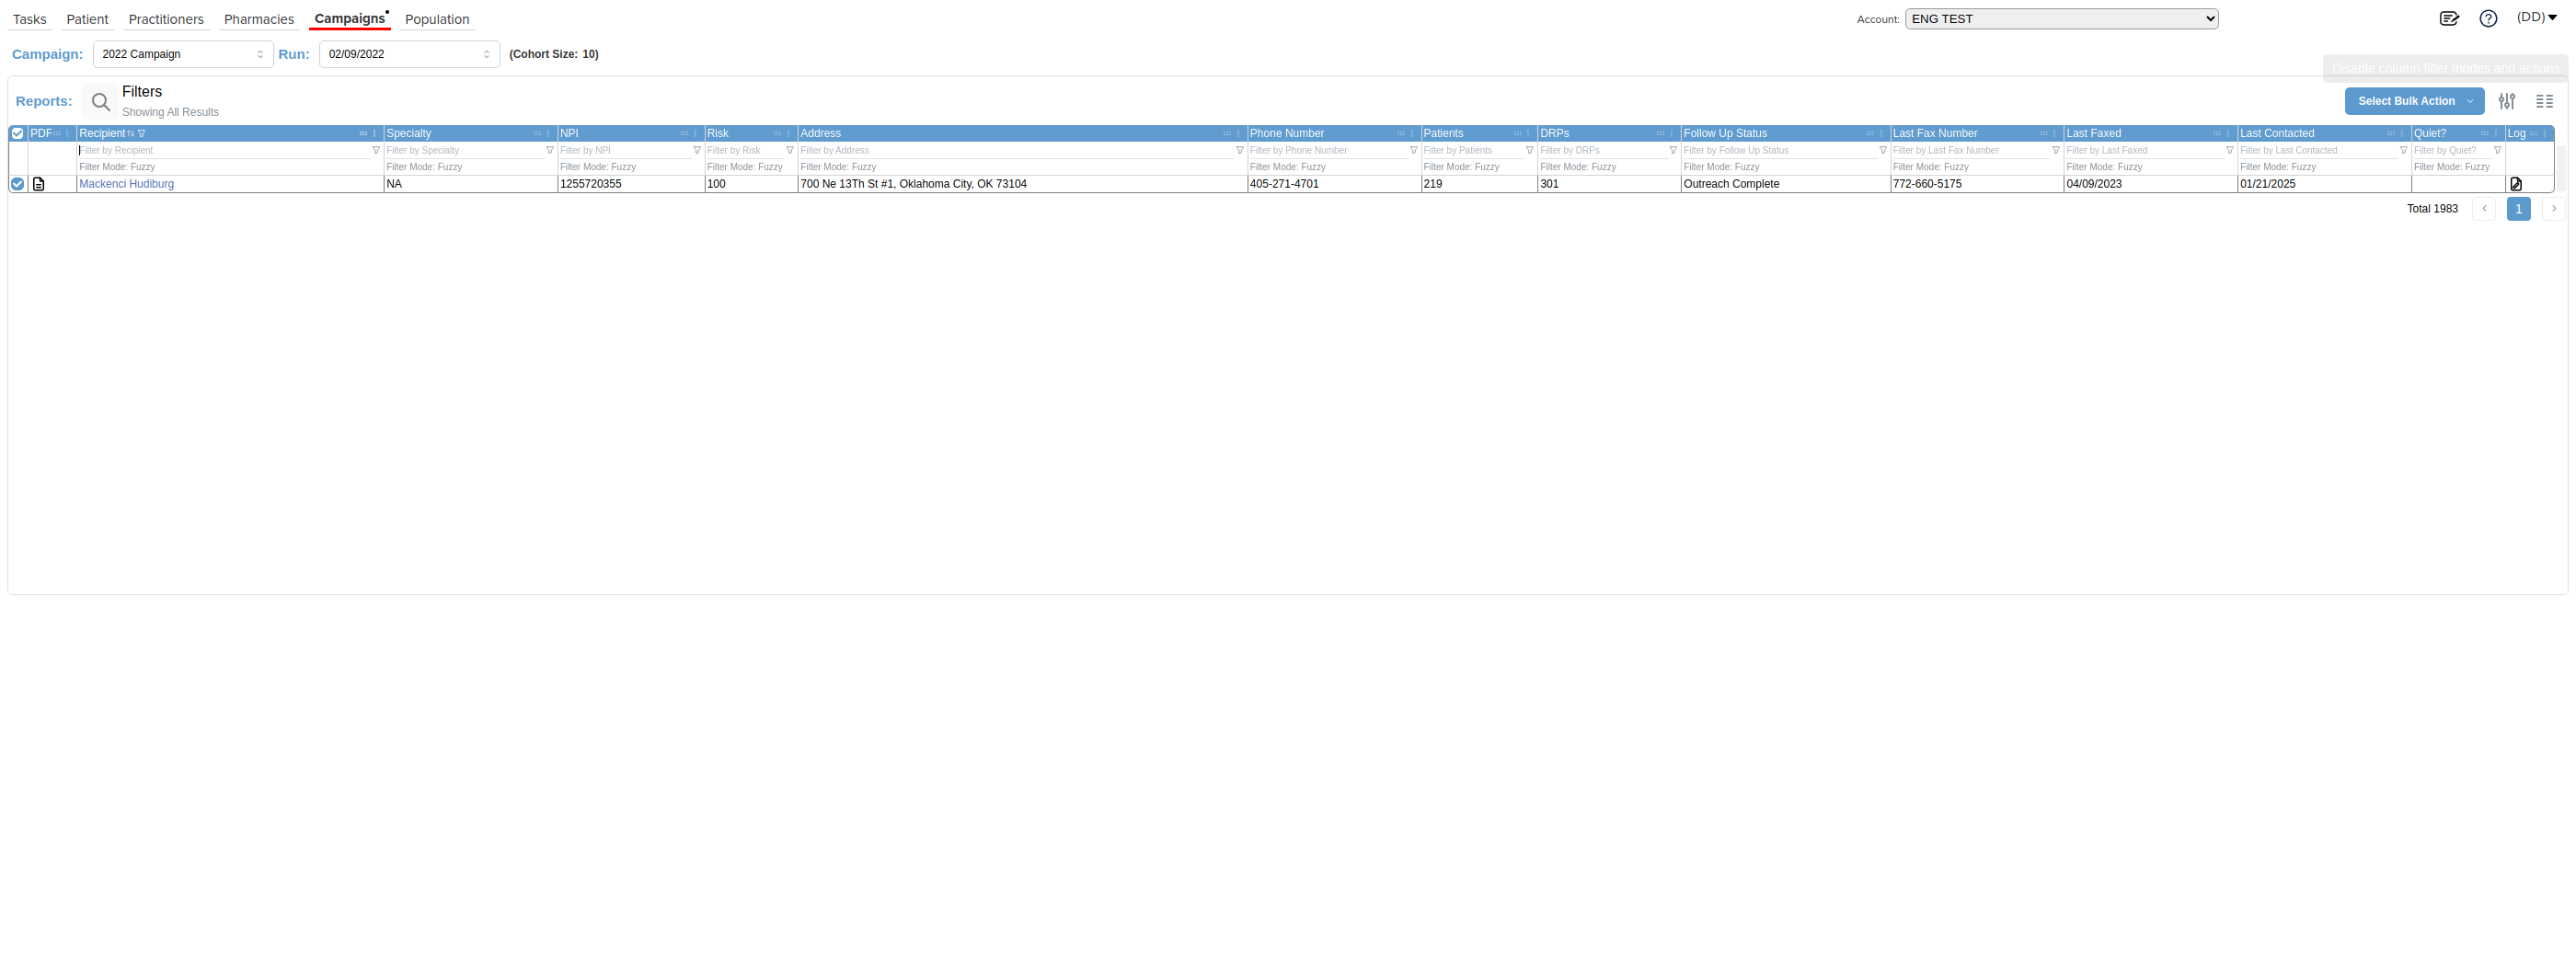 Tasks Patient Practitioners Pharmacies Campaigns Population Account: ENG TEST (DD)
Campaign: 2022 Campaign Run: 02/09/2022 (Cohort Size: 10)
Disable column filter modes and actions
Reports: Filters Select Bulk Action
Showing All Results
PDF Recipient Specialty NPI Risk Address Phone Number Patients DRPs Follow Up Status Last Fax Number Last Faxed Last Contacted Quiet? Log
Filter by Recipient Filter by Specialty Filter by NPI Filter by Risk Filter by Address Filter by Phone Number Filter by Patients Filter by DRPs Filter by Follow Up Status Filter by Last Fax Number Filter by Last Faxed Filter by Last Contacted Filter by Quiet?
Filter Mode: Fuzzy Filter Mode: Fuzzy Filter Mode: Fuzzy Filter Mode: Fuzzy Filter Mode: Fuzzy Filter Mode: Fuzzy Filter Mode: Fuzzy Filter Mode: Fuzzy Filter Mode: Fuzzy Filter Mode: Fuzzy Filter Mode: Fuzzy Filter Mode: Fuzzy Filter Mode: Fuzzy
Mackenci Hudiburg NA 1255720355 100 700 Ne 13Th St #1, Oklahoma City, OK 73104 405-271-4701 219 301 Outreach Complete 772-660-5175 04/09/2023 01/21/2025
Total 1983 1